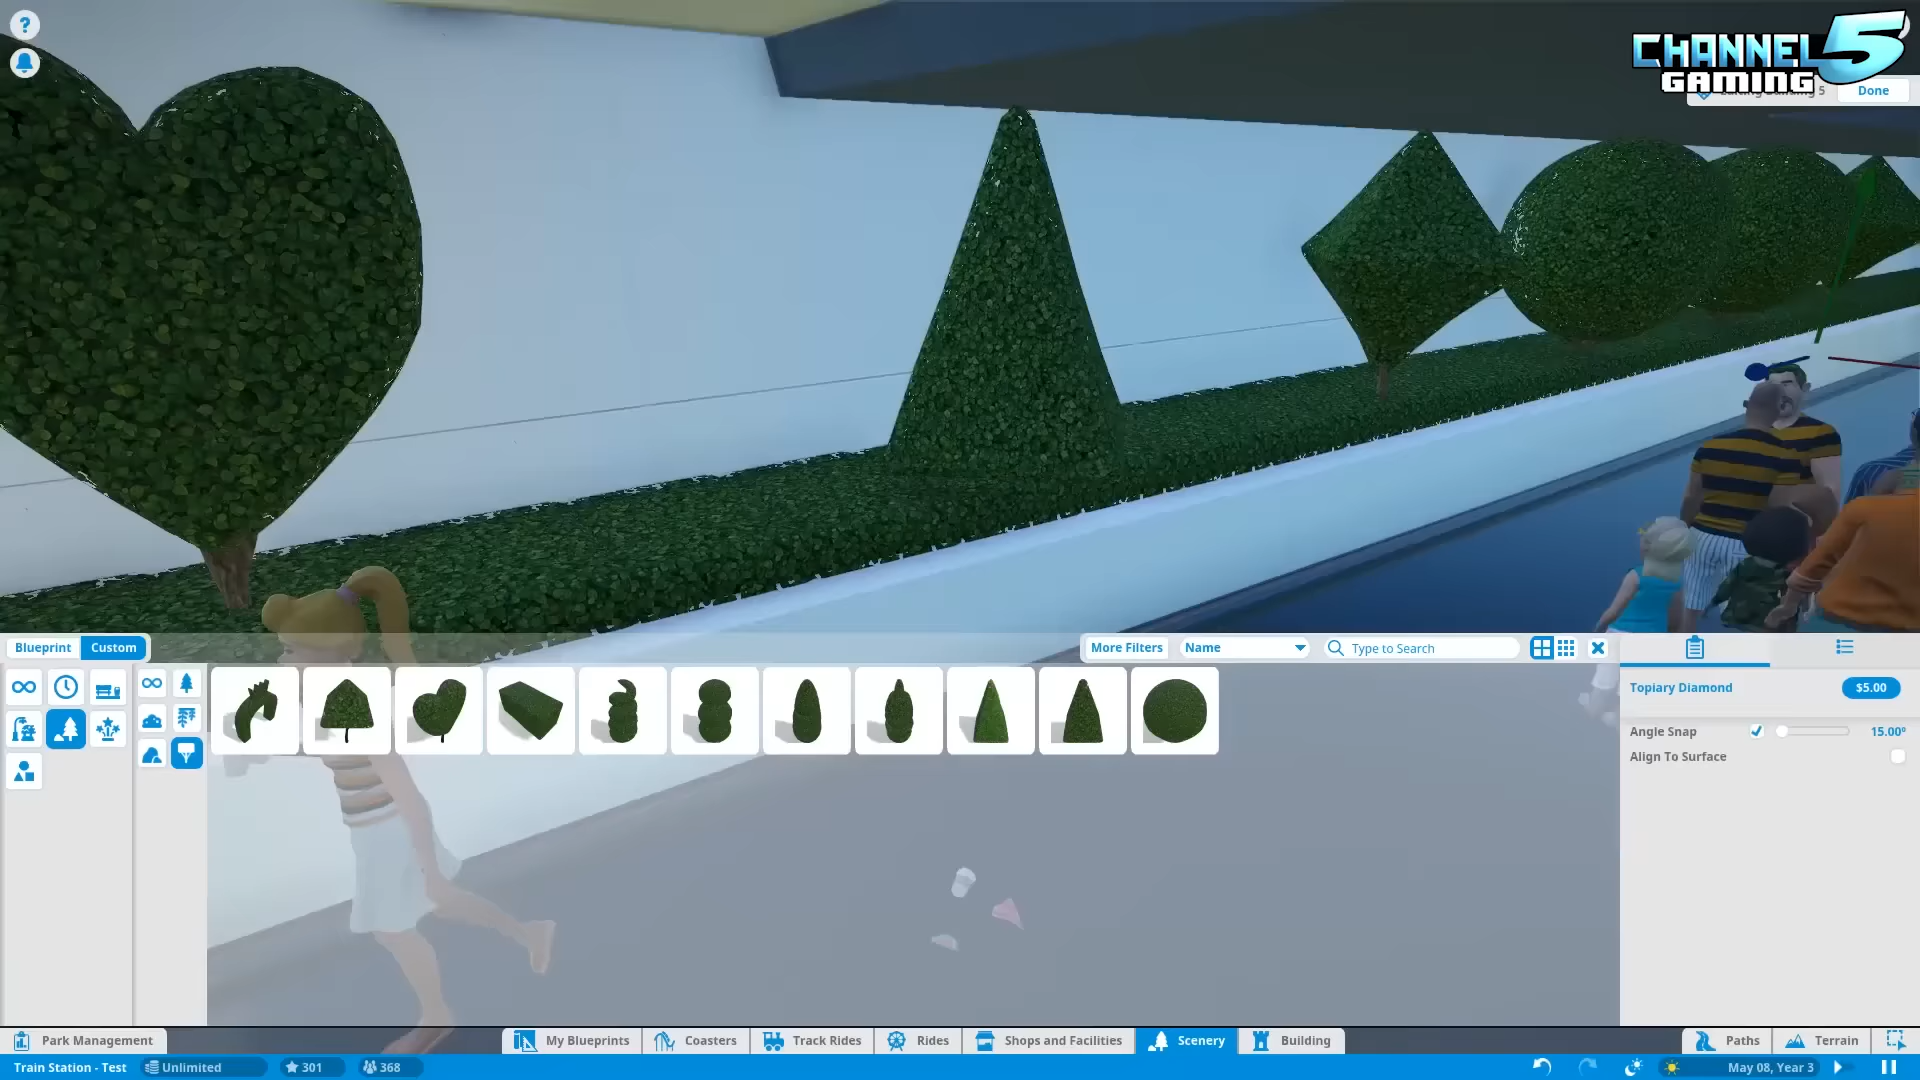 ?
CHANNEL 5
GAMING
5
Done
Blueprint
Custom
More Filters
Name
Type to Search
Topiary Diamond
$5.00
Angle Snap
15.00°
Align To Surface
Park Management
My Blueprints
Coasters
Track Rides
Rides
Shops and Facilities
Scenery
Building
Paths
Terrain
Train Station - Test
Unlimited
301
368
May 08, Year 3